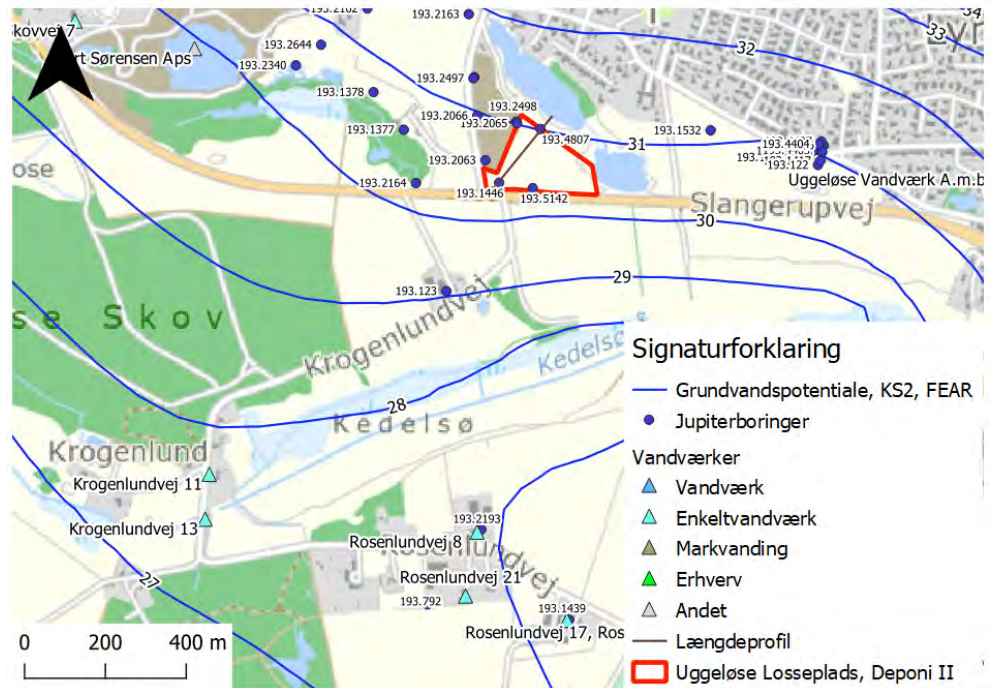 193.2162
193.2163
34
33
kovvej 7
Lyn
rt Sørensen Aps
193.2644
32
193.2340
193.2497
193.1378
193.2498
193.2066
193.2065
193.4807
193.1377
31
193.1532
193.4404
193.122
193.2063
ose
193.2164
193.1446
193.5142
Uggeløse Vandværk A.m.b
Slangerupvej
30
29
193.123
se Skov
Krogenlundvej
Kedelsø
28
Kedelsø
Krogenlund
Krogenlundvej 11
Krogenlundvej 13
193.2193
Rosenlundvej 8
Rosenlundvej
Rosenlundvej 21
27
193.792
193.1439
Rosenlundvej 17, Ros
0 200 400 m
Signaturforklaring
Grundvandspotentiale, KS2, FEAR
Jupiterboringer
Vandværker
Vandværk
Enkeltvandværk
Markvanding
Erhverv
Andet
Længdeprofil
Uggeløse Losseplads, Deponi II